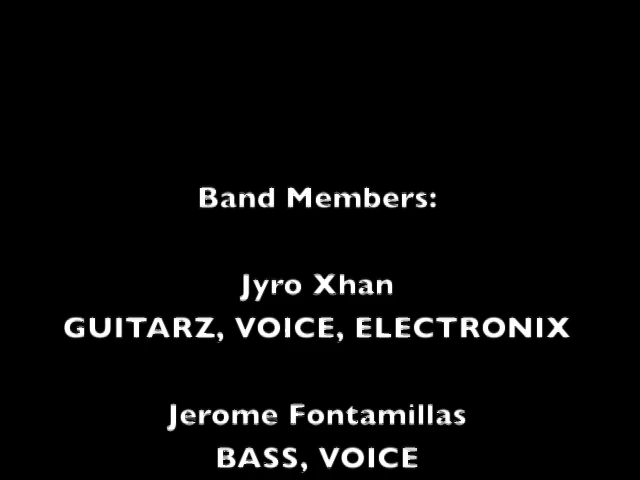 Band Members:
Jyro Xhan
GUITARZ, VOICE, ELECTRONIX
Jerome Fontamillas
BASS, VOICE